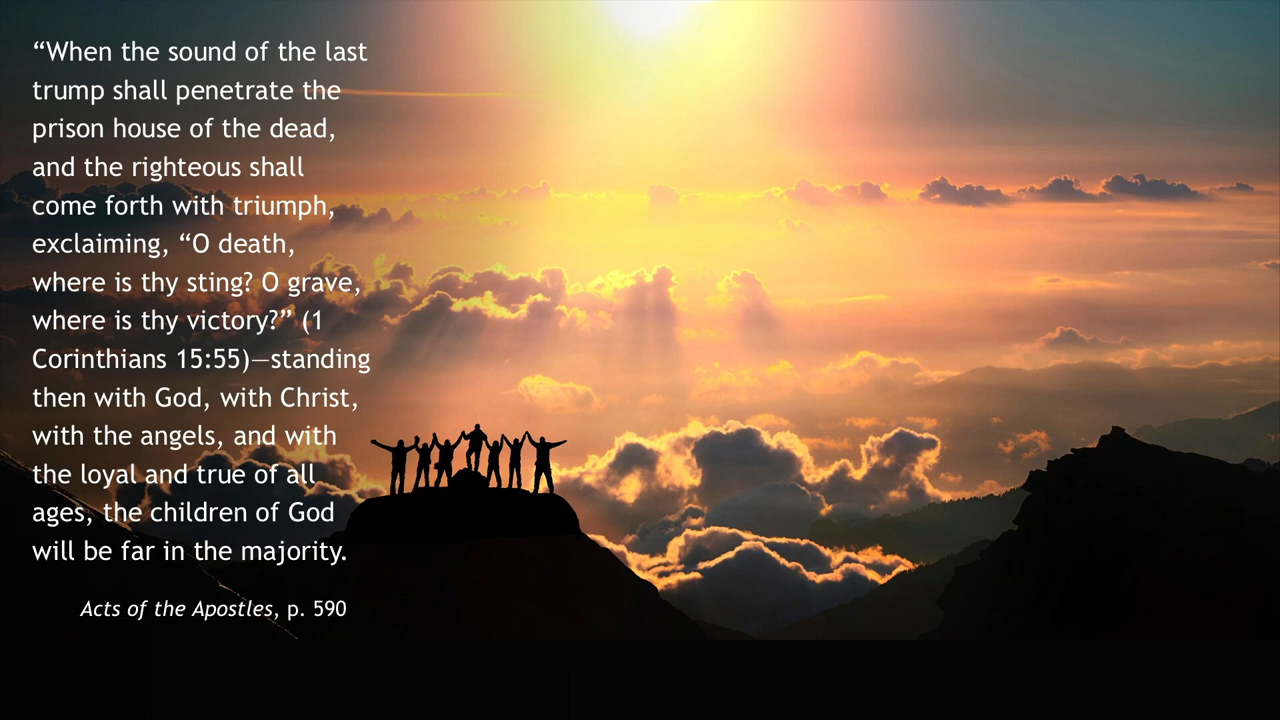 “When the sound of the last
trump shall penetrate the
prison house of the dead,
and the righteous shall
come forth with triumph,
exclaiming, “O death,
where is thy sting? O grave,
where is thy victory?” (1
Corinthians 15:55)—standing
then with God, with Christ,
with the angels, and with
the loyal and true of all
ages, the children of God
will be far in the majority.
Acts of the Apostles, p. 590